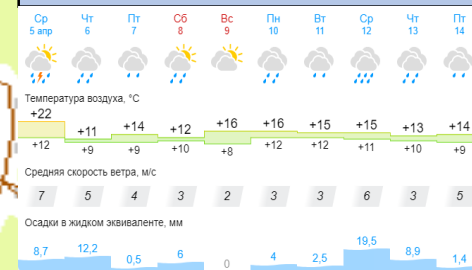 Ср Чт Пт Сб Вс Пн Вт Ср Чт Пт
5 апр 6 7 8 9 10 11 12 13 14
Температура воздуха, °C
+22 +11 +14 +12 +16 +16 +15 +15 +13 +14
+12 +9 +9 +10 +8 +12 +12 +11 +10 +9
Средняя скорость ветра, м/с
7 5 4 3 2 3 3 6 3 5
Осадки в жидком эквиваленте, мм
8,7 12,2 0,5 6 0 4 2,5 19,5 8,9 1,4